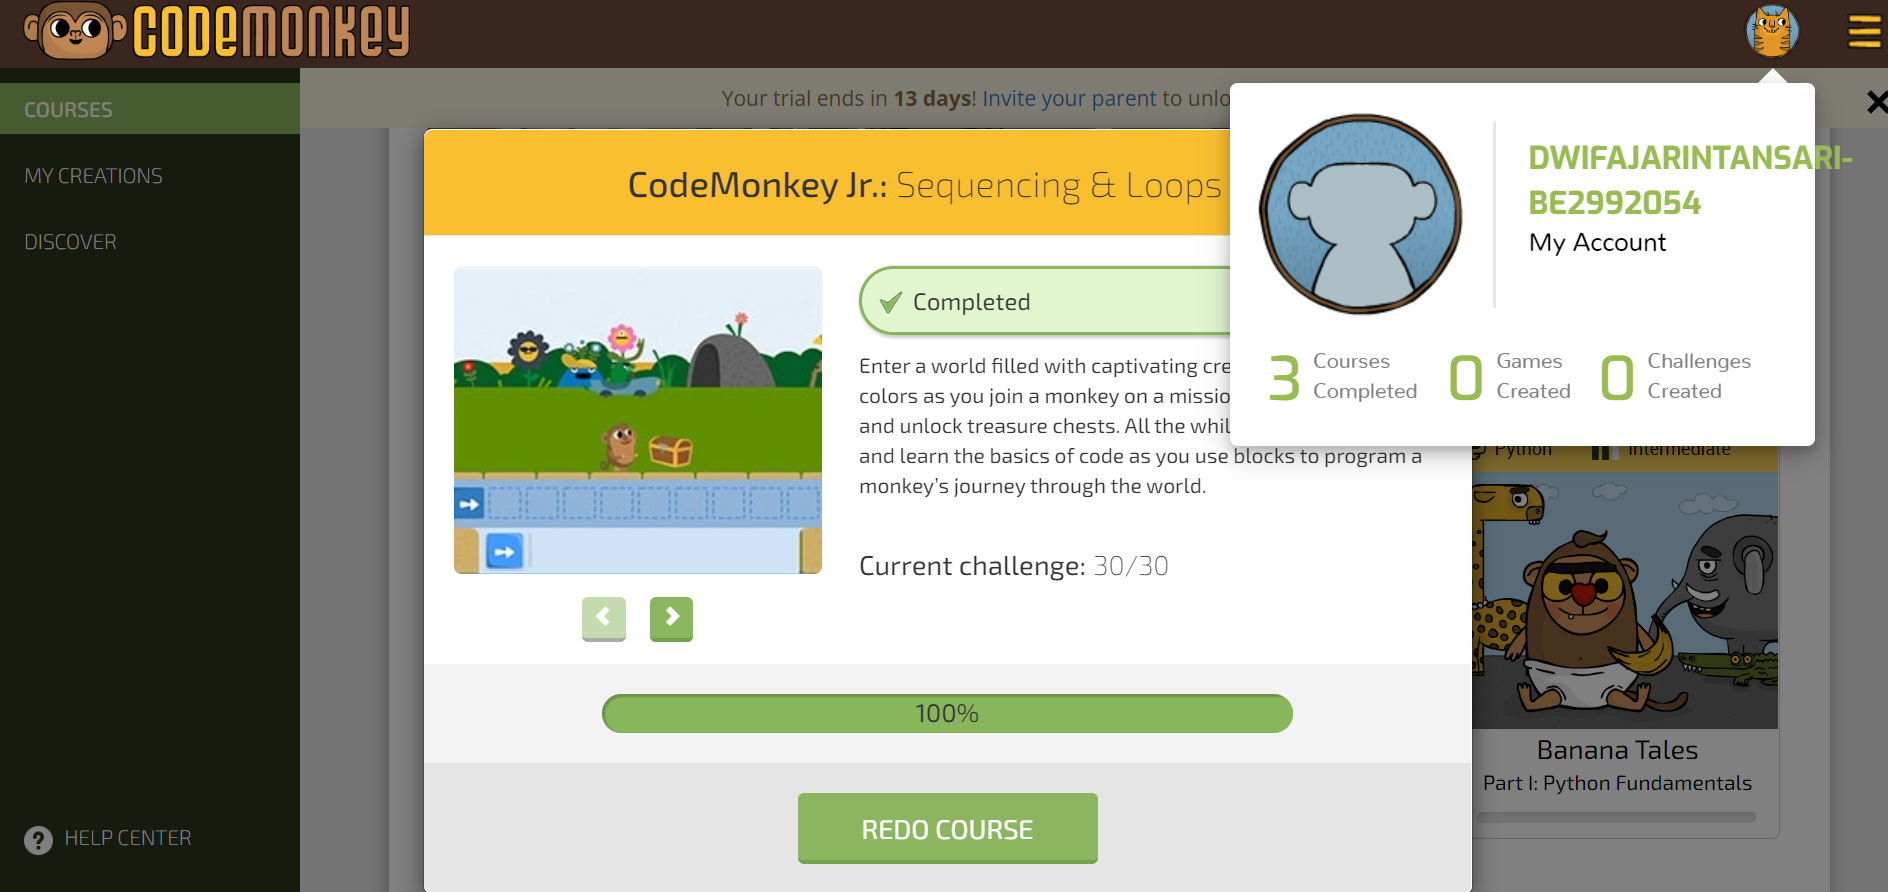 CODEMONKEY
COURSES
MY CREATIONS
DISCOVER
HELP CENTER
Your trial ends in 13 days! Invite your parent to unlo
DWIFAJARINTANSARI-
BE2992054
My Account
3 Courses Completed
0 Games Created
0 Challenges Created
CodeMonkey Jr.: Sequencing & Loops
Completed
Enter a world filled with captivating cre
colors as you join a monkey on a missio
and unlock treasure chests. All the whil
and learn the basics of code as you use blocks to program a
monkey's journey through the world.
Current challenge: 30/30
100%
REDO COURSE
Python Intermediate
Banana Tales
Part I: Python Fundamentals